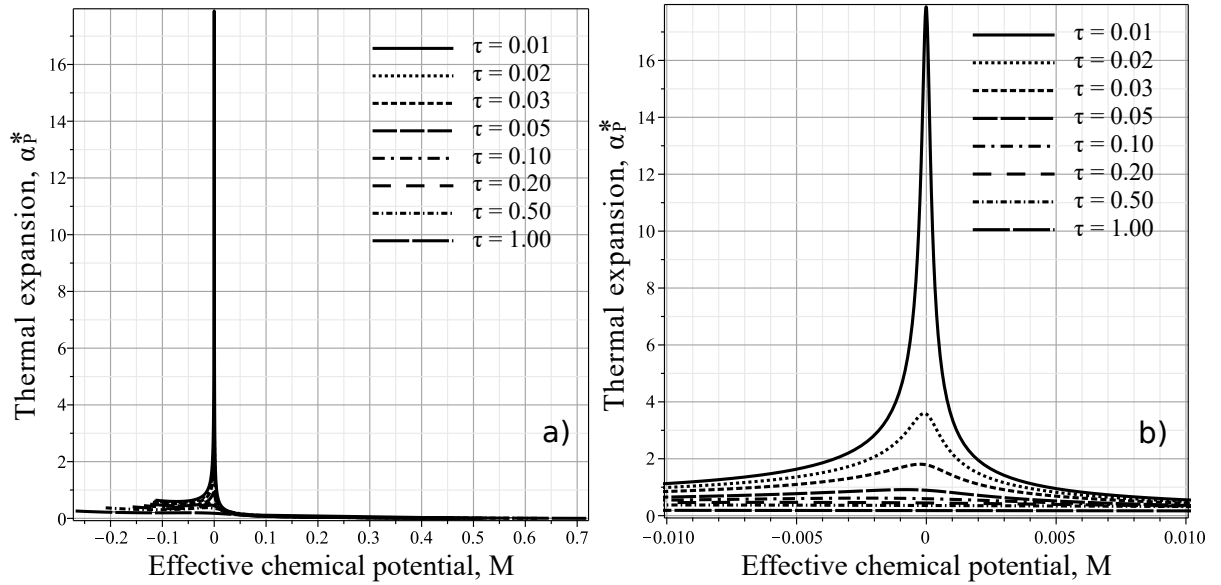 Thermal expansion, α*P
16
14
12
10
8
6
4
2
0
τ = 0.01
τ = 0.02
τ = 0.03
τ = 0.05
τ = 0.10
τ = 0.20
τ = 0.50
τ = 1.00
a)
−0.2 −0.1 0 0.1 0.2 0.3 0.4 0.5 0.6 0.7
Effective chemical potential, M
Thermal expansion, α*P
16
14
12
10
8
6
4
2
0
τ = 0.01
τ = 0.02
τ = 0.03
τ = 0.05
τ = 0.10
τ = 0.20
τ = 0.50
τ = 1.00
b)
−0.010 −0.005 0 0.005 0.010
Effective chemical potential, M